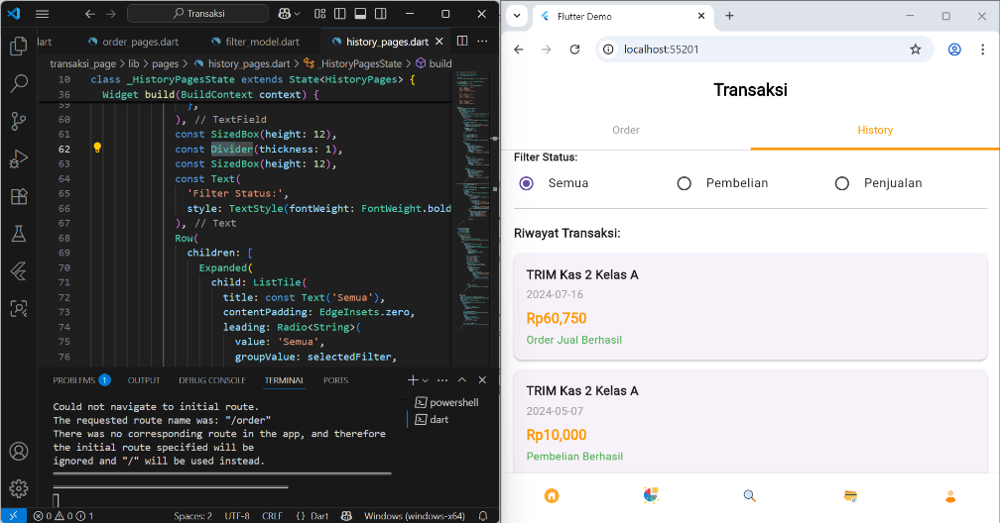 Transaksi
lart
order_pages.dart
filter_model.dart
history_pages.dart
transaksi_page > lib > pages > history_pages.dart > _HistoryPagesState > build
10 class _HistoryPagesState extends State<HistoryPages> {
36 Widget build(BuildContext context) {
59 },
60 ), // TextField
61 const SizedBox(height: 12),
62 const Divider(thickness: 1),
63 const SizedBox(height: 12),
64 const Text(
65 'Filter Status:',
66 style: TextStyle(fontWeight: FontWeight.bold
67 ), // Text
68 Row(
69 children: [
70 Expanded(
71 child: ListTile(
72 title: const Text('Semua'),
73 contentPadding: EdgeInsets.zero,
74 leading: Radio<String>(
75 value: 'Semua',
76 groupValue: selectedFilter,
PROBLEMS 1 OUTPUT DEBUG CONSOLE TERMINAL PORTS
Could not navigate to initial route.
The requested route name was: "/order"
There was no corresponding route in the app, and therefore
the initial route specified will be
ignored and "/" will be used instead.
powershell
dart
0 0 1 Spaces: 2 UTF-8 CRLF {} Dart Windows (windows-x64)
Flutter Demo
localhost:55201
Transaksi
Order History
Filter Status:
Semua Pembelian Penjualan
Riwayat Transaksi:
TRIM Kas 2 Kelas A
2024-07-16
Rp60,750
Order Jual Berhasil
TRIM Kas 2 Kelas A
2024-05-07
Rp10,000
Pembelian Berhasil